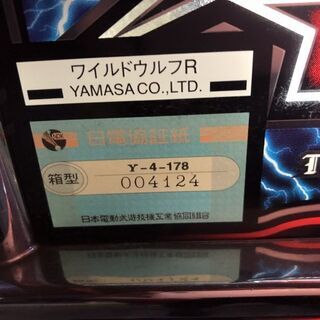 ワイルドウルフR
YAMASA CO., LTD.
日電協証紙
箱型
Y-4-178
004124
日本電動式遊技機工業協同組合
T